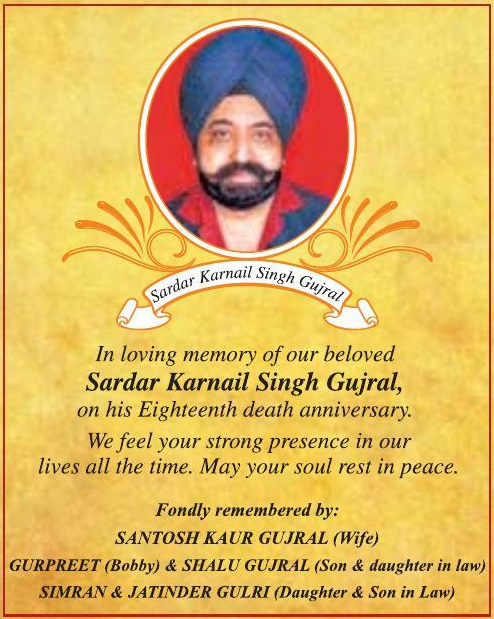 Sardar Karnail Singh Gujral
In loving memory of our beloved
Sardar Karnail Singh Gujral,
on his Eighteenth death anniversary.
We feel your strong presence in our
lives all the time. May your soul rest in peace.
Fondly remembered by:
SANTOSH KAUR GUJRAL (Wife)
GURPREET (Bobby) & SHALU GUJRAL (Son & daughter in law)
SIMRAN & JATINDER GULRI (Daughter & Son in Law)